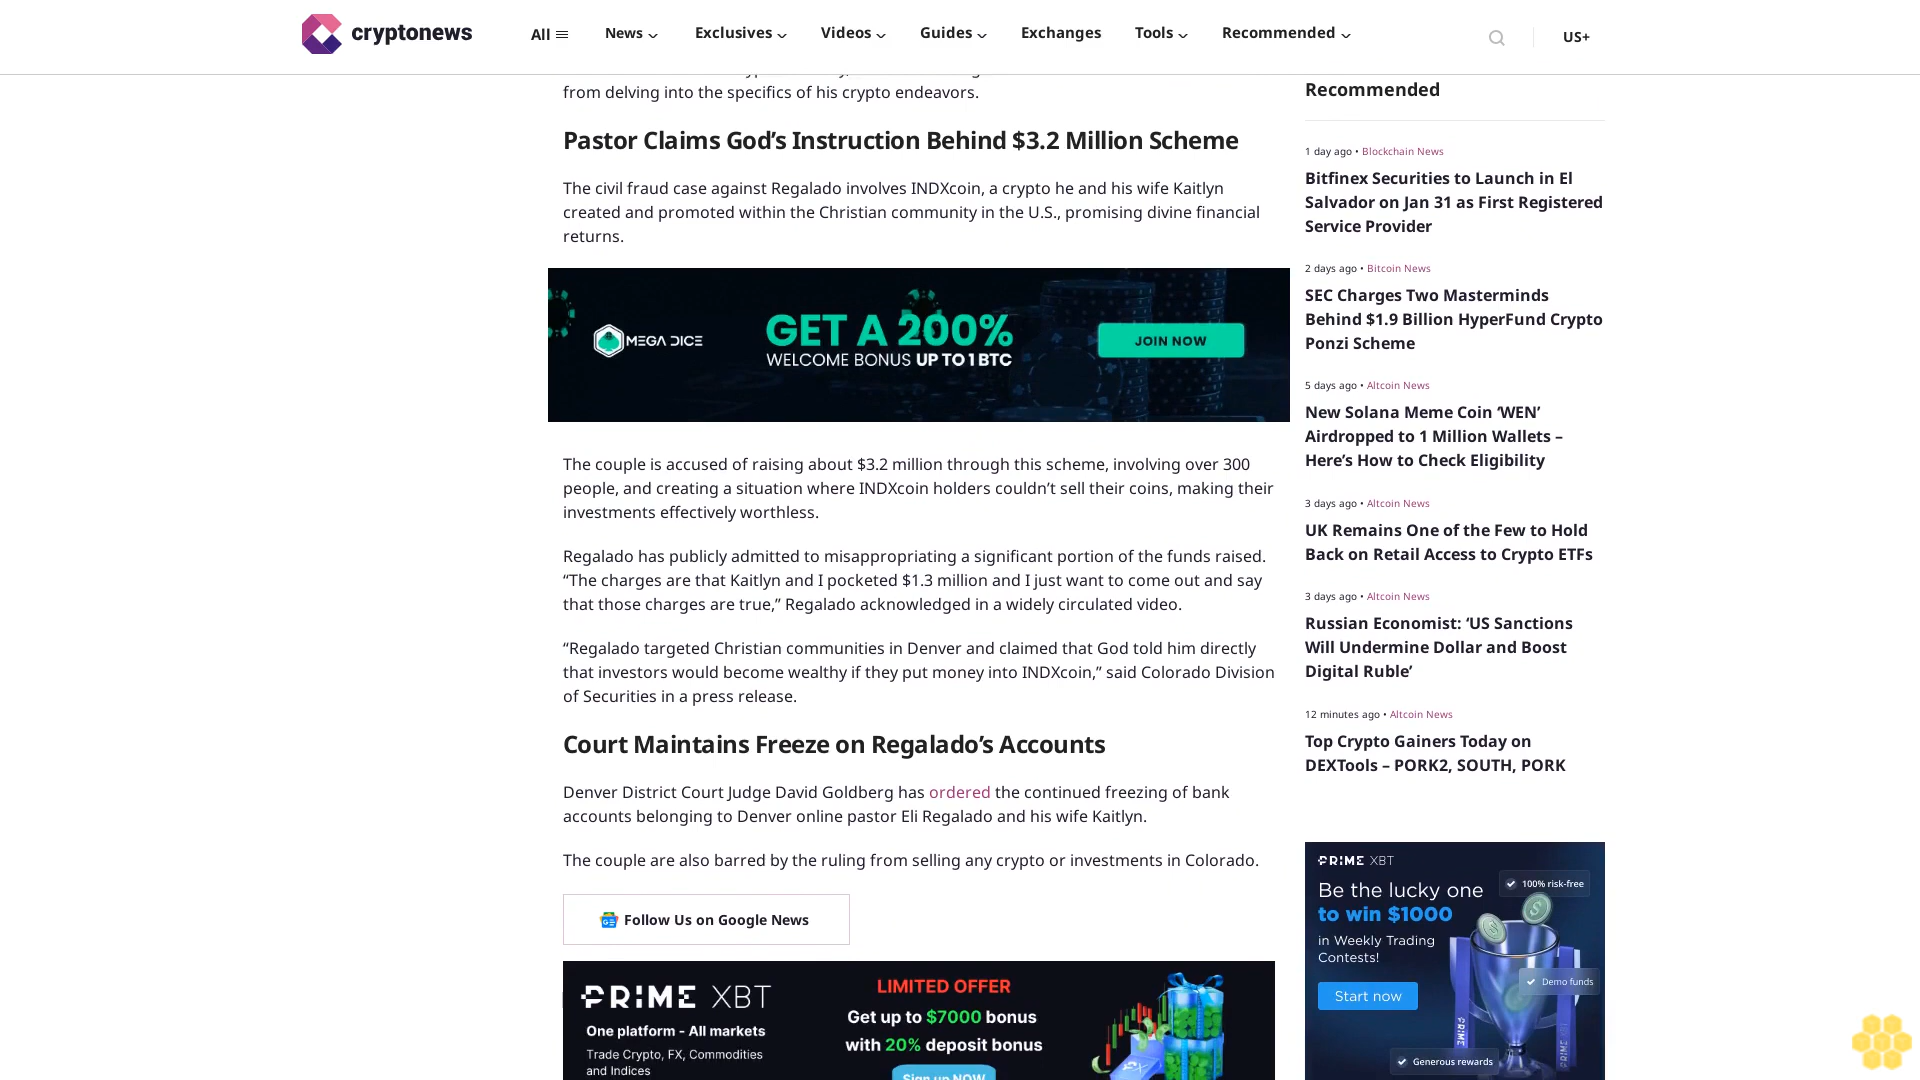 cryptonews
All
News
Exclusives
Videos
Guides
Exchanges
Tools
Recommended
US+
from delving into the specifics of his crypto endeavors.
Pastor Claims God’s Instruction Behind $3.2 Million Scheme
The civil fraud case against Regalado involves INDXcoin, a crypto he and his wife Kaitlyn
created and promoted within the Christian community in the U.S., promising divine financial
returns.
MEGA DICE
GET A 200%
WELCOME BONUS UP TO 1 BTC
JOIN NOW
The couple is accused of raising about $3.2 million through this scheme, involving over 300
people, and creating a situation where INDXcoin holders couldn’t sell their coins, making their
investments effectively worthless.
Regalado has publicly admitted to misappropriating a significant portion of the funds raised.
“The charges are that Kaitlyn and I pocketed $1.3 million and I just want to come out and say
that those charges are true,” Regalado acknowledged in a widely circulated video.
“Regalado targeted Christian communities in Denver and claimed that God told him directly
that investors would become wealthy if they put money into INDXcoin,” said Colorado Division
of Securities in a press release.
Court Maintains Freeze on Regalado’s Accounts
Denver District Court Judge David Goldberg has ordered the continued freezing of bank
accounts belonging to Denver online pastor Eli Regalado and his wife Kaitlyn.
The couple are also barred by the ruling from selling any crypto or investments in Colorado.
Follow Us on Google News
PRIME XBT
One platform - All markets
Trade Crypto, FX, Commodities
and Indices
LIMITED OFFER
Get up to $7000 bonus
with 20% deposit bonus
Sign up NOW
Recommended
1 day ago • Blockchain News
Bitfinex Securities to Launch in El
Salvador on Jan 31 as First Registered
Service Provider
2 days ago • Bitcoin News
SEC Charges Two Masterminds
Behind $1.9 Billion HyperFund Crypto
Ponzi Scheme
5 days ago • Altcoin News
New Solana Meme Coin ‘WEN’
Airdropped to 1 Million Wallets –
Here’s How to Check Eligibility
3 days ago • Altcoin News
UK Remains One of the Few to Hold
Back on Retail Access to Crypto ETFs
3 days ago • Altcoin News
Russian Economist: ‘US Sanctions
Will Undermine Dollar and Boost
Digital Ruble’
12 minutes ago • Altcoin News
Top Crypto Gainers Today on
DEXTools – PORK2, SOUTH, PORK
PRIME XBT
100% risk-free
Be the lucky one
to win $1000
in Weekly Trading
Contests!
Demo funds
Start now
PRIME
PRIME
Generous rewards